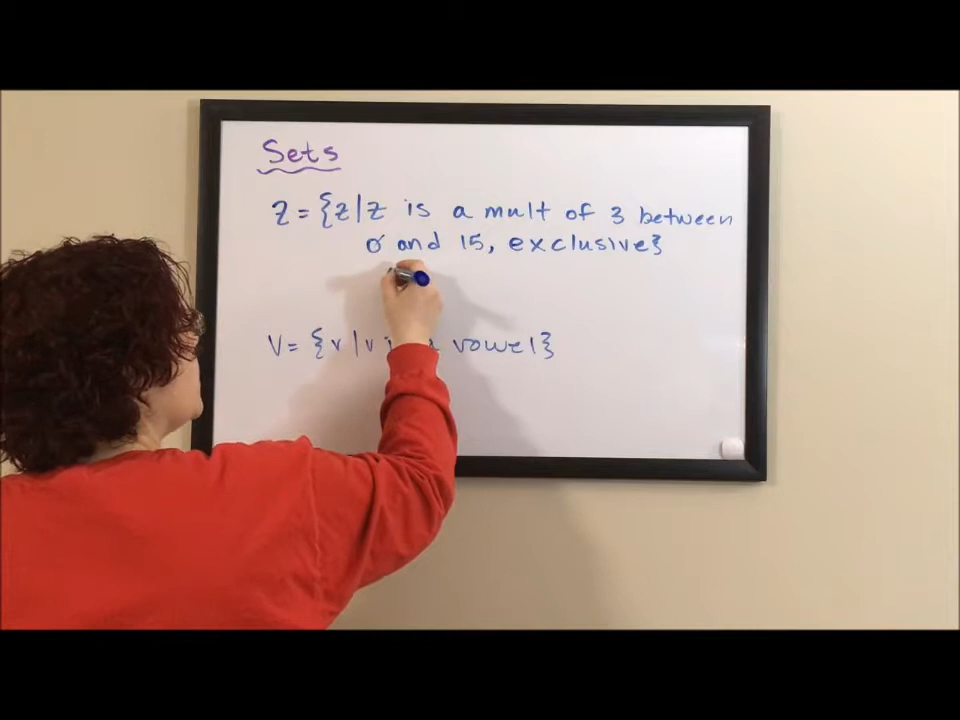 Sets
Z = {z|z is a mult of 3 between
0 and 15, exclusive}
V = {v|v vowel}